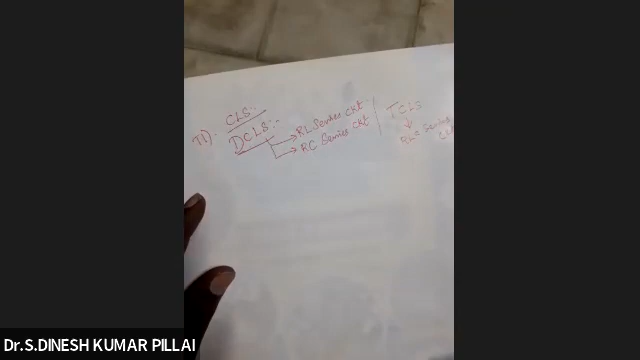 CLS:-
11). DCLS:- → RL Series ckt. | TCLS
→ RC Series ckt ↓
RLC Series
Dr.S.DINESH KUMAR PILLAI